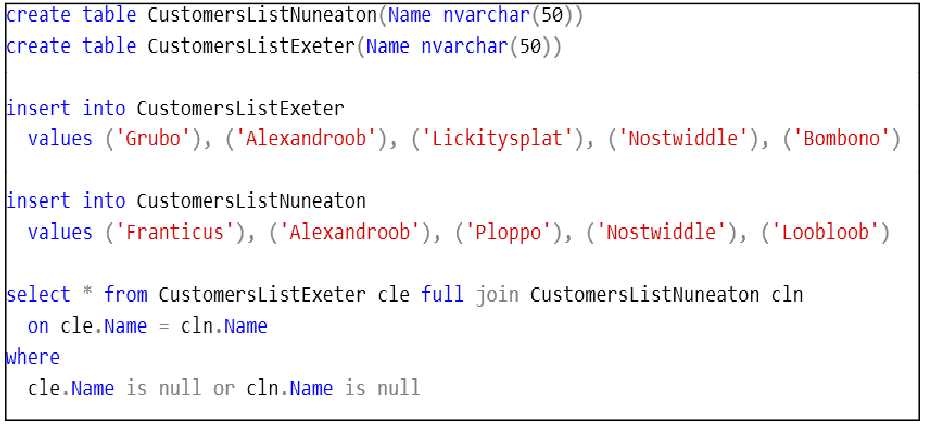 create table CustomersListNuneaton(Name nvarchar(50))
create table CustomersListExeter(Name nvarchar(50))
insert into CustomersListExeter
values ('Grubo'), ('Alexandroob'), ('Lickitysplat'), ('Nostwiddle'), ('Bombono')
insert into CustomersListNuneaton
values ('Franticus'), ('Alexandroob'), ('Ploppo'), ('Nostwiddle'), ('Loobloob')
select * from CustomersListExeter cle full join CustomersListNuneaton cln
on cle.Name = cln.Name
where
cle.Name is null or cln.Name is null